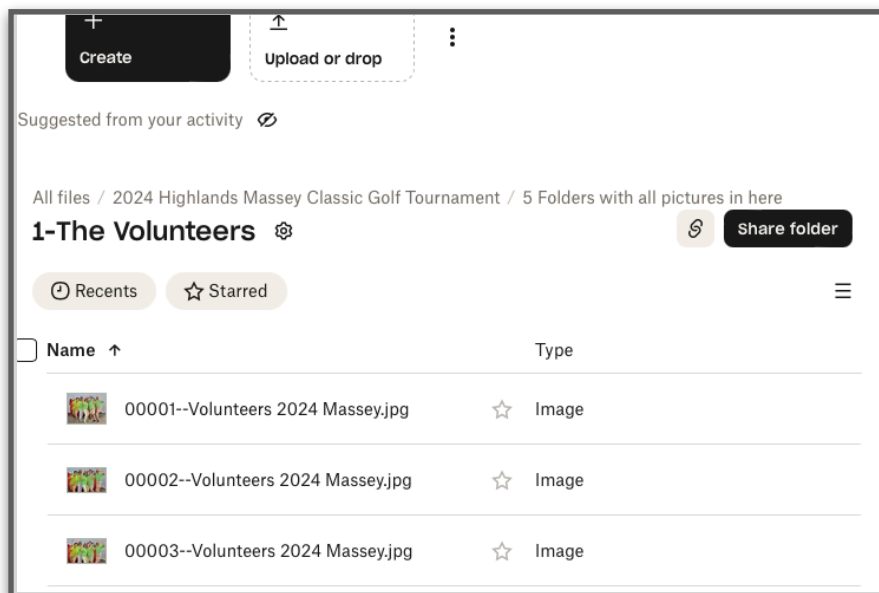 Create
Upload or drop
Suggested from your activity
All files / 2024 Highlands Massey Classic Golf Tournament / 5 Folders with all pictures in here
1-The Volunteers
Share folder
Recents
Starred
Name
Type
00001--Volunteers 2024 Massey.jpg
Image
00002--Volunteers 2024 Massey.jpg
Image
00003--Volunteers 2024 Massey.jpg
Image